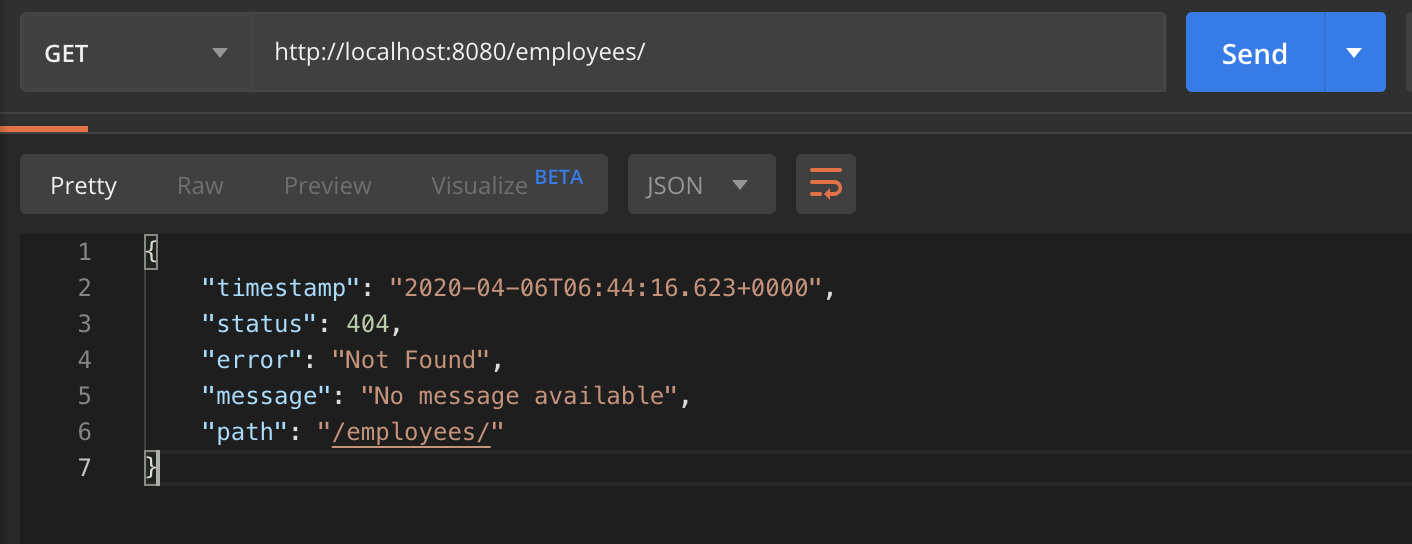 GET http://localhost:8080/employees/ Send
Pretty Raw Preview Visualize BETA JSON
1 {
2 "timestamp": "2020-04-06T06:44:16.623+0000",
3 "status": 404,
4 "error": "Not Found",
5 "message": "No message available",
6 "path": "/employees/"
7 }